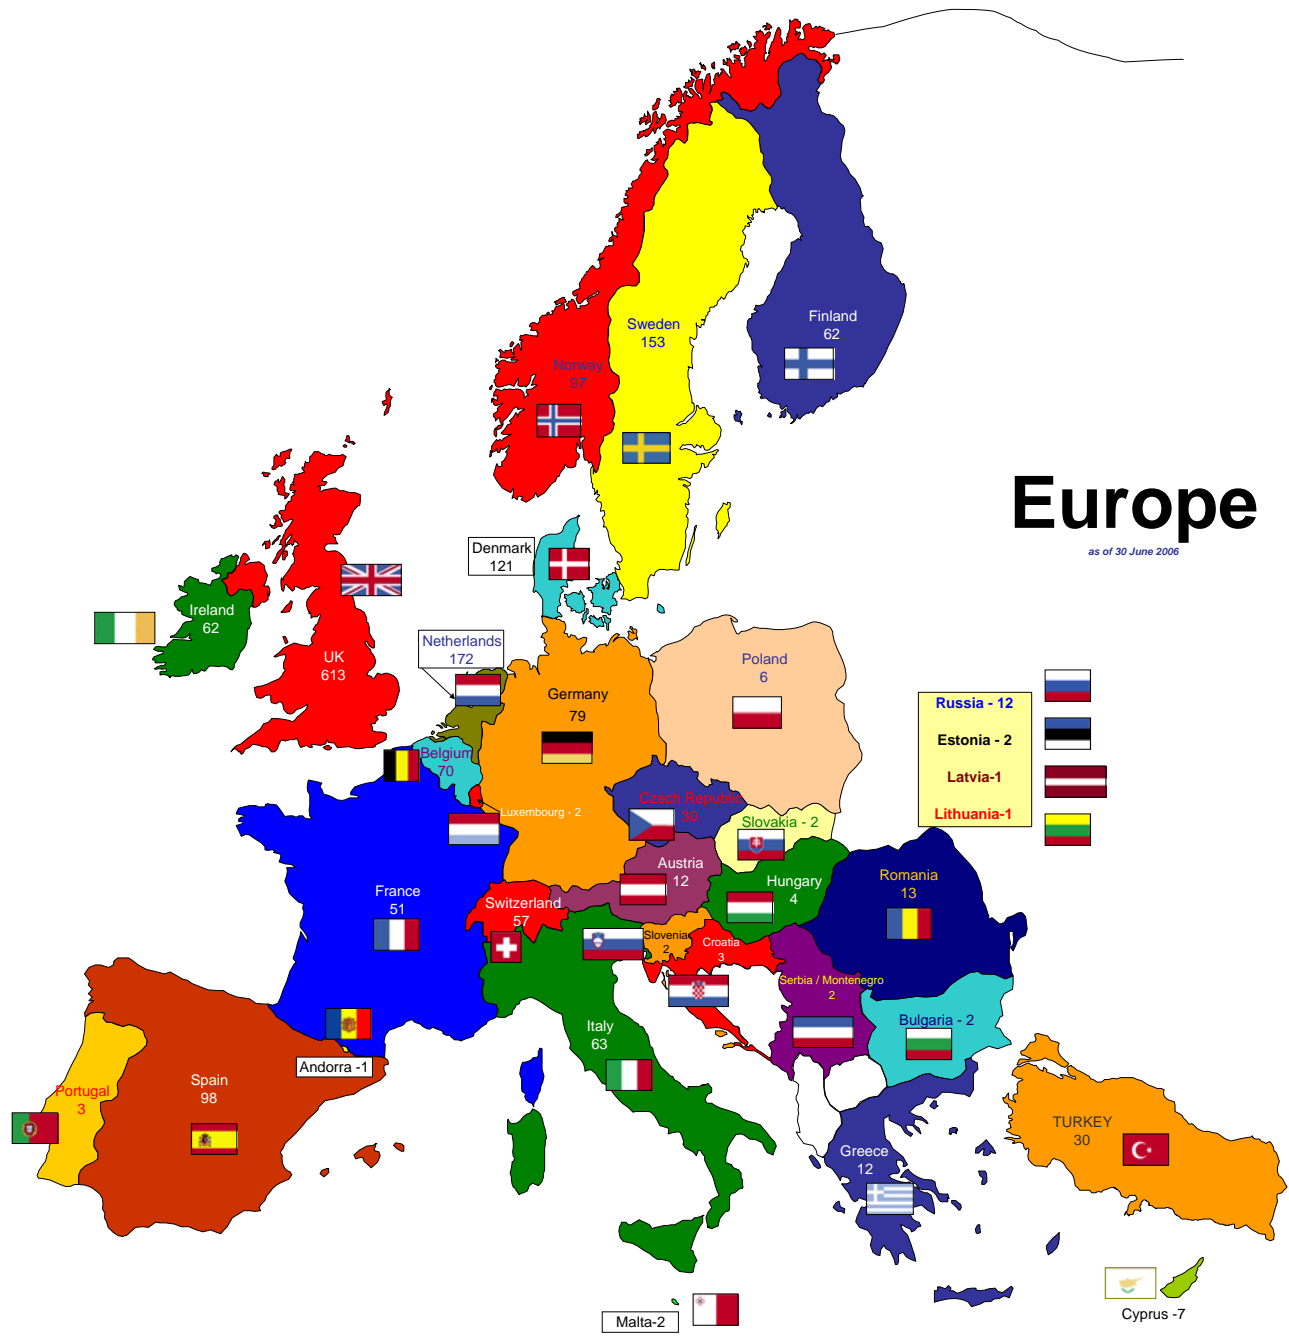 Finland
62
Sweden
153
Norway
97
Europe
as of 30 June 2006
Denmark
121
Ireland
62
Netherlands
172
UK
613
Poland
6
Germany
79
Russia - 12
Estonia - 2
Latvia-1
Lithuania-1
Belgium
70
Czech Republic
30
Luxembourg - 2
Slovakia - 2
Austria
12
Hungary
4
Romania
13
France
51
Switzerland
57
Slovenia
2
Croatia
3
Serbia / Montenegro
2
Bulgaria - 2
Italy
63
Andorra -1
Spain
98
Portugal
3
TURKEY
30
Greece
12
Cyprus -7
Malta-2